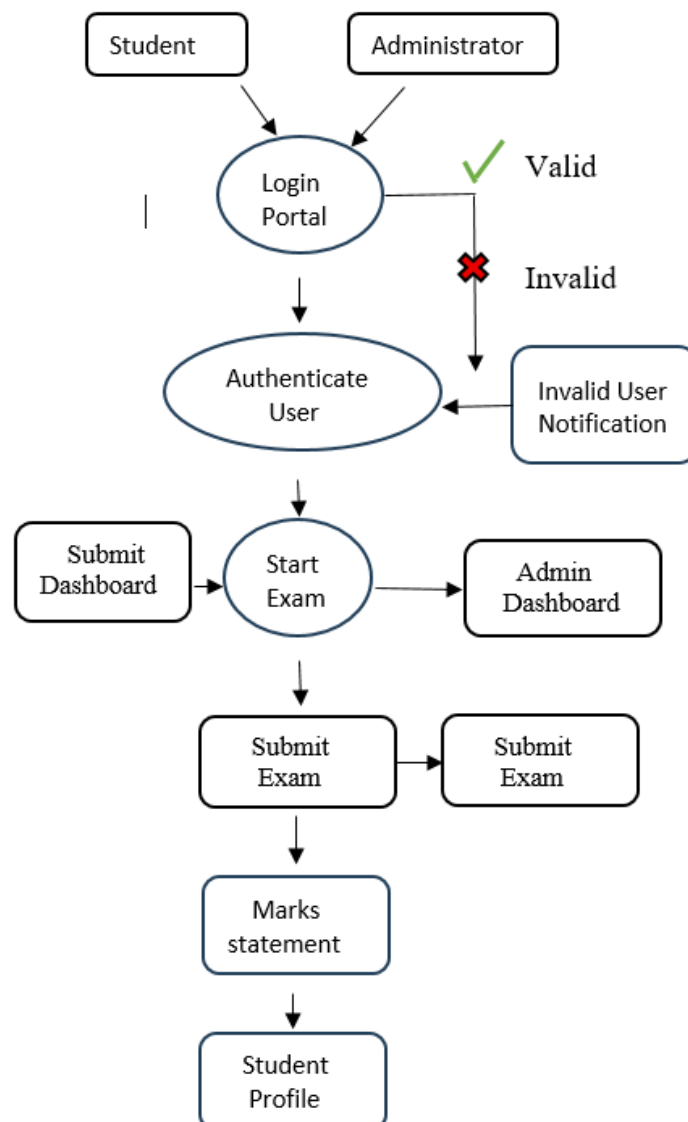 Student
Administrator
Login
Portal
Valid
Invalid
Authenticate
User
Invalid User
Notification
Submit
Dashboard
Start
Exam
Admin
Dashboard
Submit
Exam
Submit
Exam
Marks
statement
Student
Profile